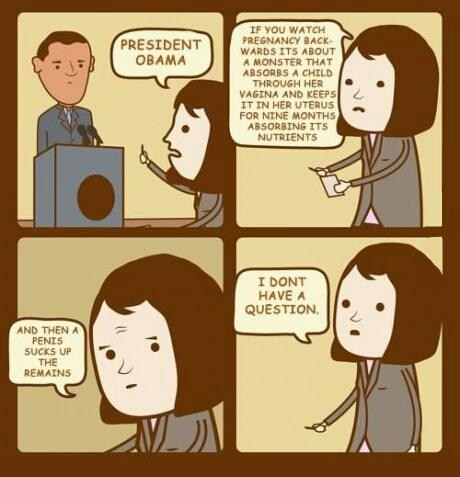 PRESIDENT
OBAMA
IF YOU WATCH
PREGNANCY BACK-
WARDS ITS ABOUT
A MONSTER THAT
ABSORBS A CHILD
THROUGH HER
VAGINA AND KEEPS
IT IN HER UTERUS
FOR NINE MONTHS
ABSORBING ITS
NUTRIENTS
AND THEN A
PENIS
SUCKS UP
THE
REMAINS
I DONT
HAVE A
QUESTION.